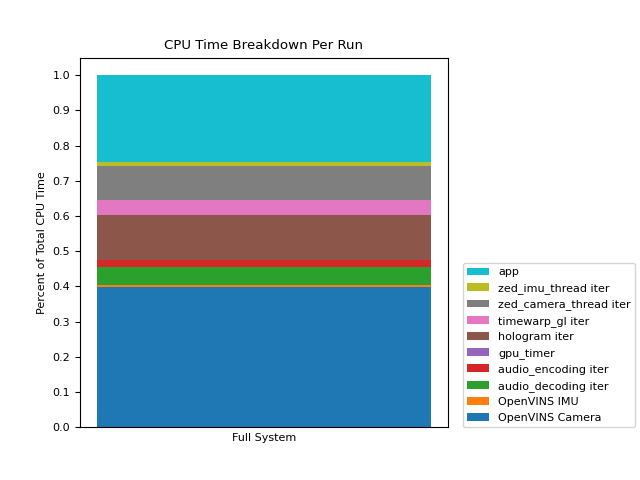 CPU Time Breakdown Per Run
1.0
0.9
0.8
0.7
0.6
0.5
0.4
0.3
0.2
0.1
0.0
Percent of Total CPU Time
Full System
app
zed_imu_thread iter
zed_camera_thread iter
timewarp_gl iter
hologram iter
gpu_timer
audio_encoding iter
audio_decoding iter
OpenVINS IMU
OpenVINS Camera